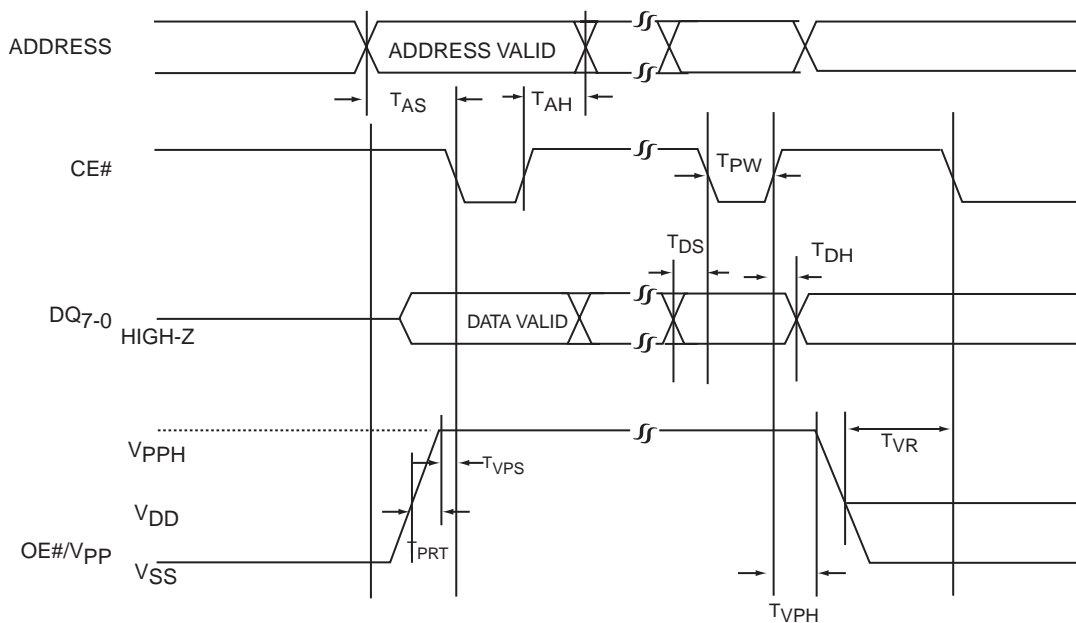 ADDRESS
ADDRESS VALID
TAS
TAH
CE#
TPW
TDS
TDH
DQ7-0
HIGH-Z
DATA VALID
VPPH
TVPS
TVR
VDD
OE#/VPP
TPRT
VSS
TVPH